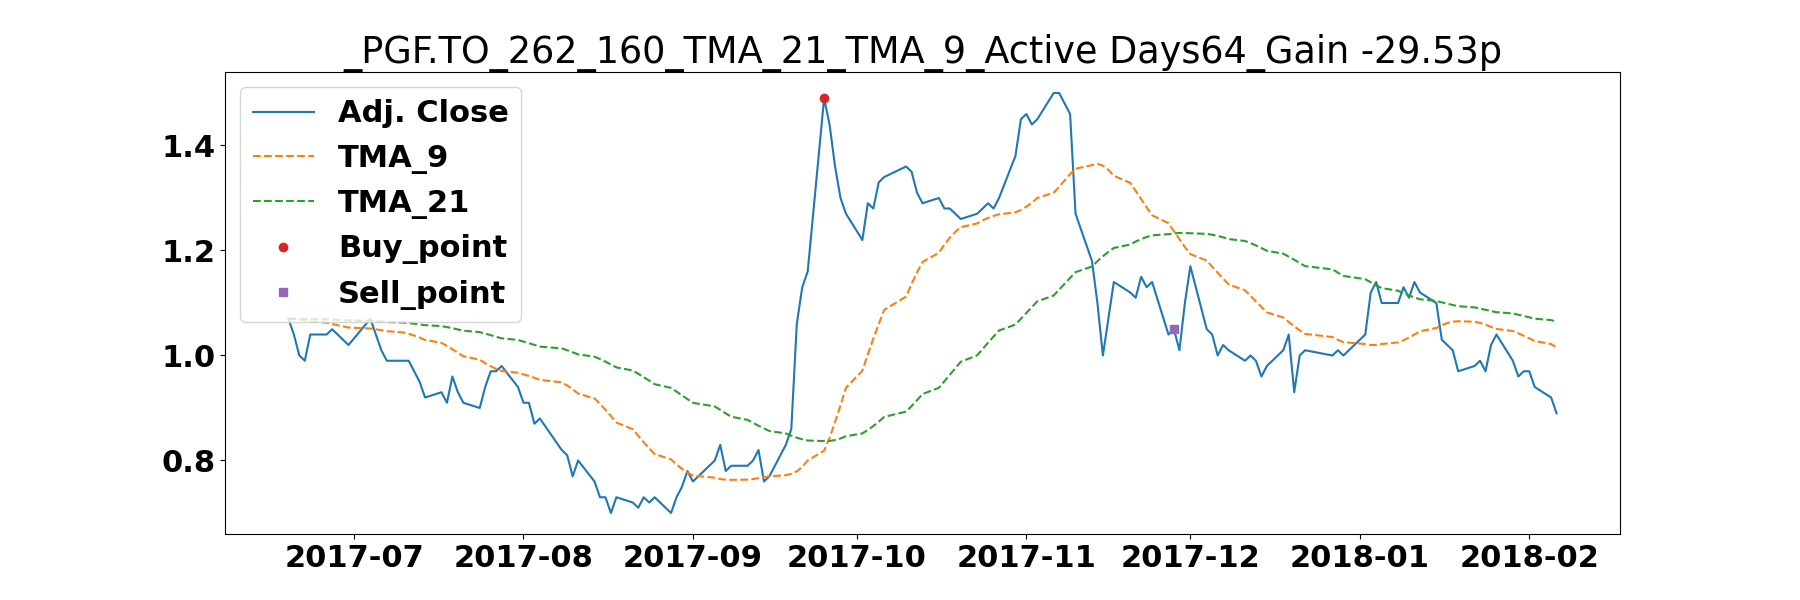 _PGF.TO_262_160_TMA_21_TMA_9_Active Days64_Gain -29.53p
Adj. Close
TMA_9
TMA_21
Buy_point
Sell_point
1.4
1.2
1.0
0.8
2017-07 2017-08 2017-09 2017-10 2017-11 2017-12 2018-01 2018-02